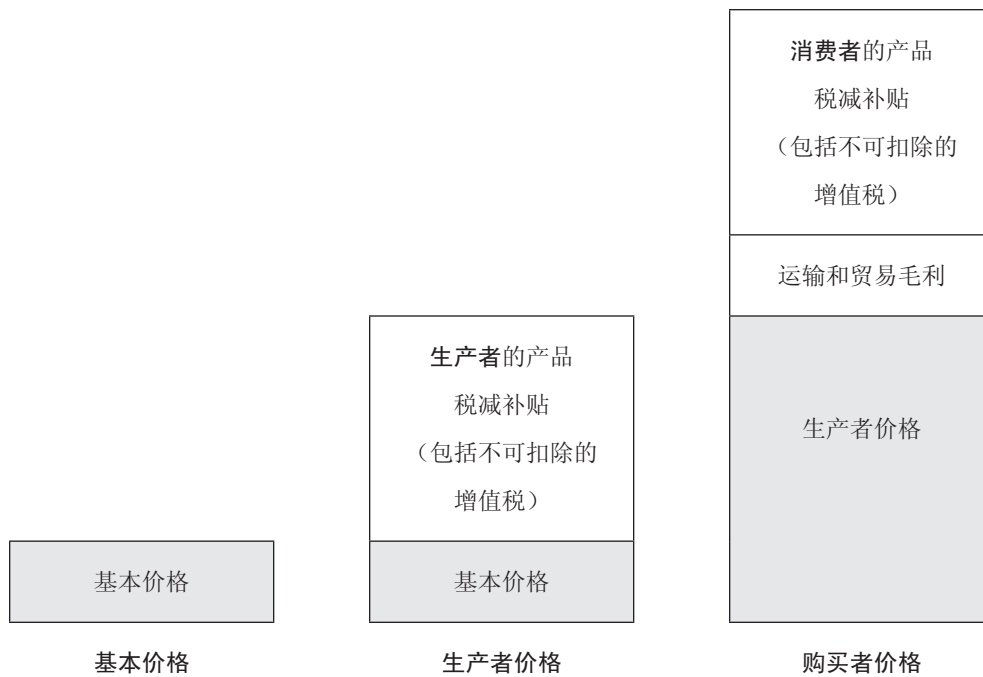 消费者的产品
税减补贴
（包括不可扣除的
增值税）
运输和贸易毛利
生产者的产品
税减补贴
（包括不可扣除的
增值税）
生产者价格
基本价格
基本价格
基本价格
生产者价格
购买者价格